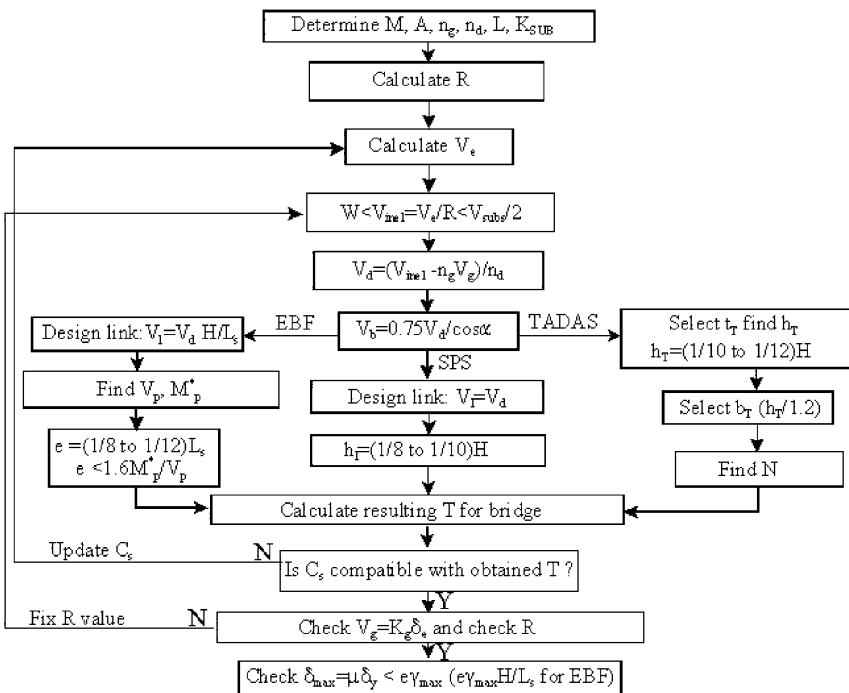 Determine M, A, n_g, n_d, L, K_SUB
Calculate R
Calculate V_e
W<V_ine1=V_e/R<V_subs/2
V_d=(V_ine1 -n_gV_g)/n_d
V_b=0.75V_d/cosα
EBF
TADAS
SPS
Design link: V_l=V_d H/L_s
Find V_p, M*_p
e =(1/8 to 1/12)L_s
e <1.6M*_p/V_p
Design link: V_l=V_d
h_l=(1/8 to 1/10)H
Select t_T find h_T
h_T=(1/10 to 1/12)H
Select b_T (h_T/1.2)
Find N
Calculate resulting T for bridge
Update C_s
N
Is C_s compatible with obtained T ?
Y
Fix R value
N
Check V_g=K_gδ_e and check R
Y
Check δ_max=μδ_y < eγ_max (eγ_maxH/L_s for EBF)